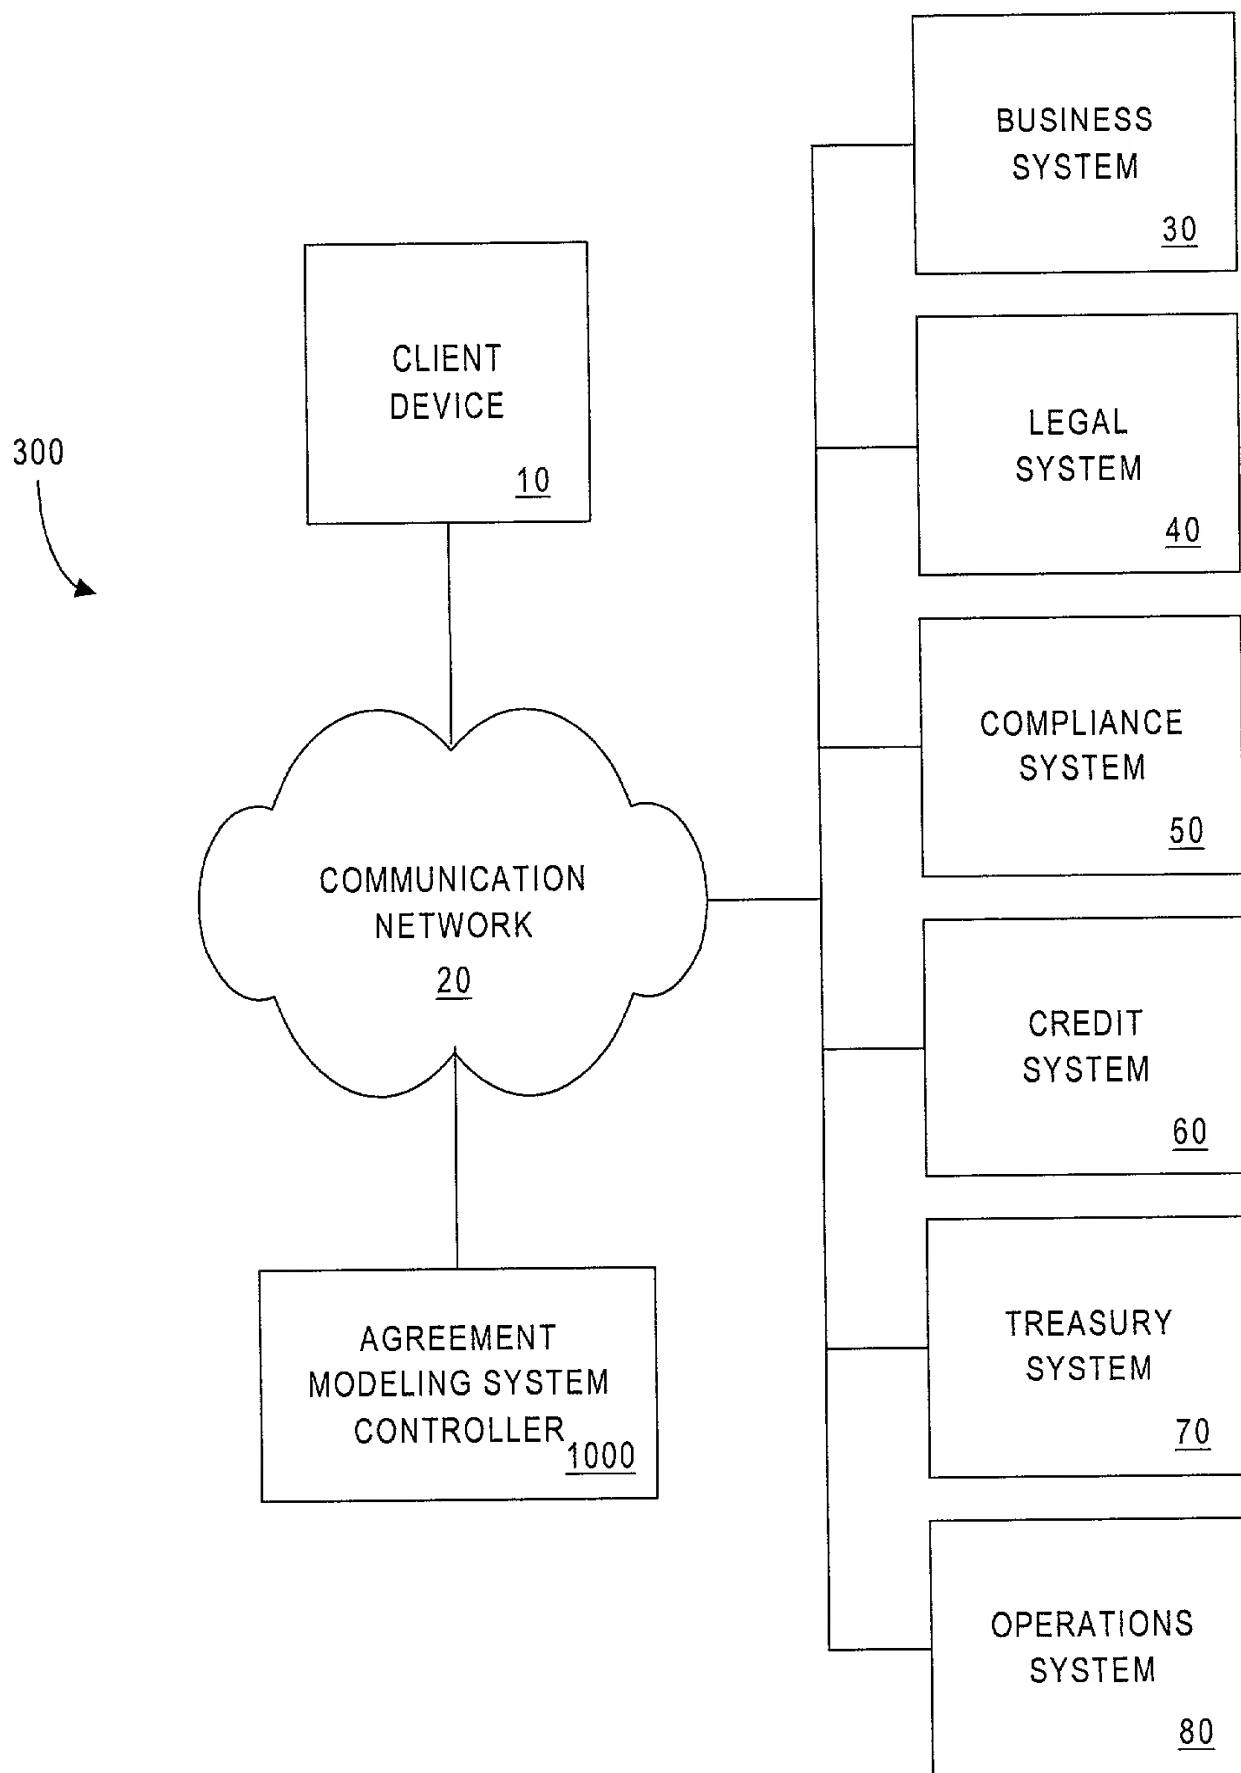 300
CLIENT
DEVICE
10
COMMUNICATION
NETWORK
20
AGREEMENT
MODELING SYSTEM
CONTROLLER
1000
BUSINESS
SYSTEM
30
LEGAL
SYSTEM
40
COMPLIANCE
SYSTEM
50
CREDIT
SYSTEM
60
TREASURY
SYSTEM
70
OPERATIONS
SYSTEM
80